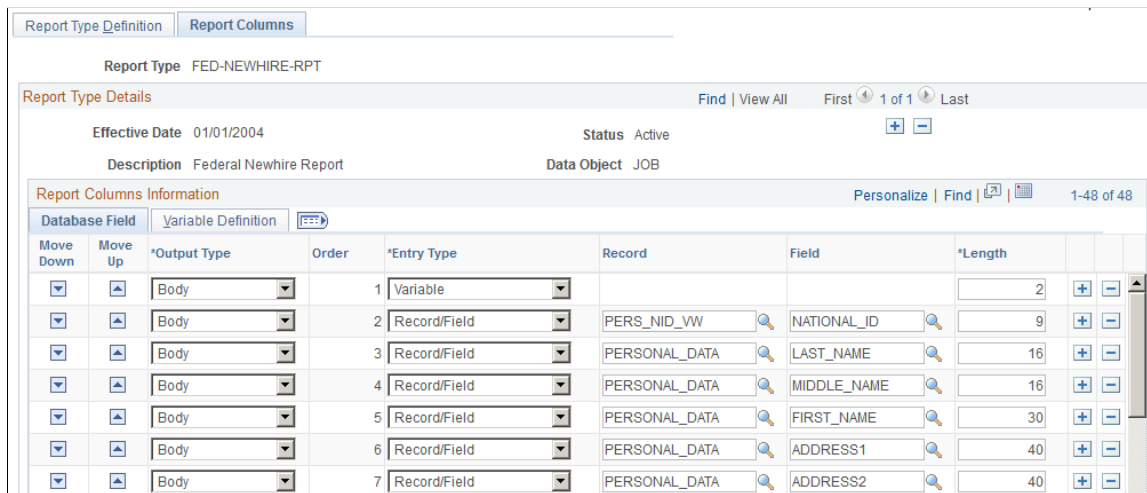 Report Type Definition Report Columns
Report Type FED-NEWHIRE-RPT
Report Type Details Find | View All First 1 of 1 Last
Effective Date 01/01/2004 Status Active
Description Federal Newhire Report Data Object JOB
Report Columns Information Personalize | Find | | 1-48 of 48
Database Field Variable Definition
Move Down Move Up *Output Type Order *Entry Type Record Field *Length
Body 1 Variable 2
Body 2 Record/Field PERS_NID_VW NATIONAL_ID 9
Body 3 Record/Field PERSONAL_DATA LAST_NAME 16
Body 4 Record/Field PERSONAL_DATA MIDDLE_NAME 16
Body 5 Record/Field PERSONAL_DATA FIRST_NAME 30
Body 6 Record/Field PERSONAL_DATA ADDRESS1 40
Body 7 Record/Field PERSONAL_DATA ADDRESS2 40